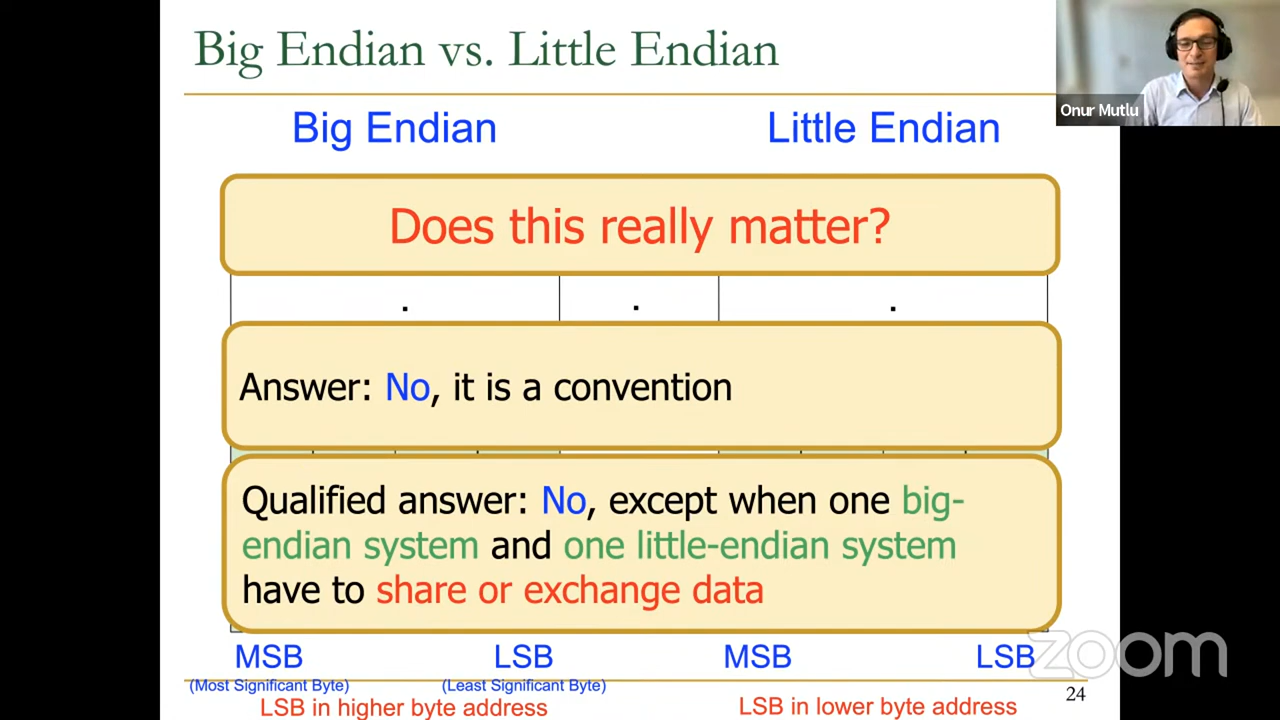 Big Endian vs. Little Endian
Onur Mutlu
Big Endian
Little Endian
Does this really matter?
. . .
Answer: No, it is a convention
Qualified answer: No, except when one big-
endian system and one little-endian system
have to share or exchange data
MSB
LSB
MSB
LSB
zoom
(Most Significant Byte)
(Least Significant Byte)
LSB in higher byte address
LSB in lower byte address
24